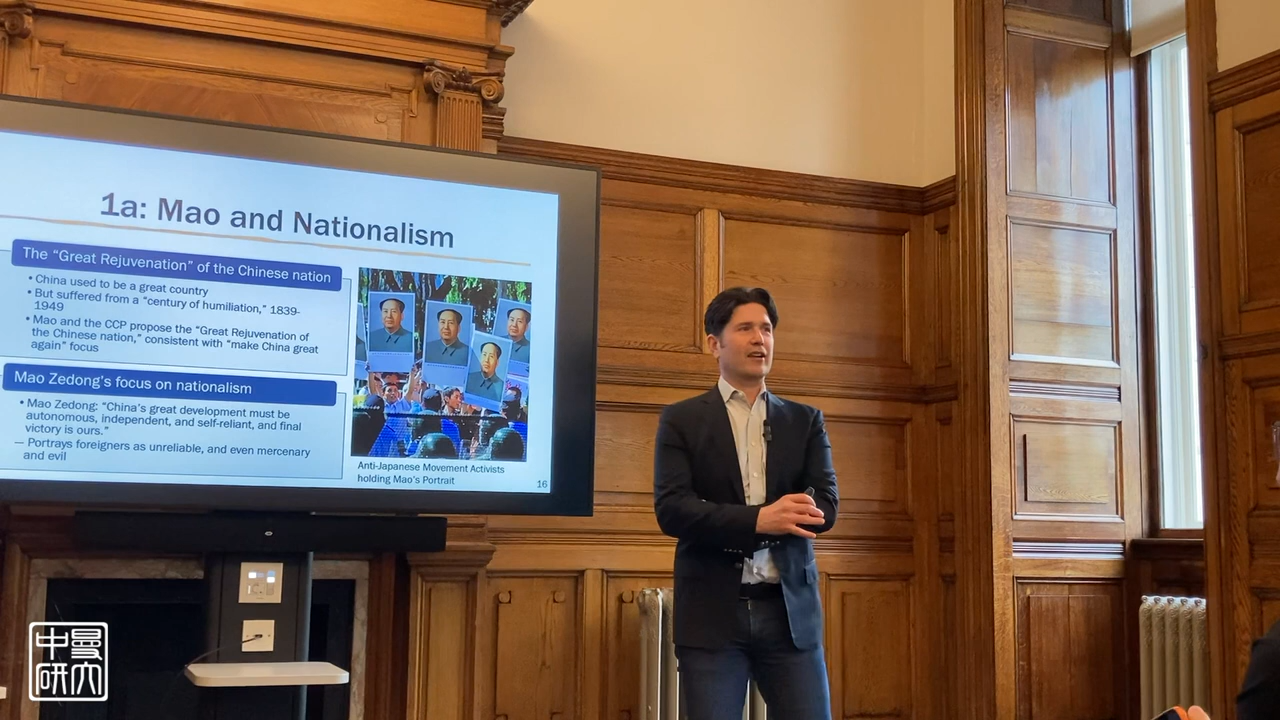 1a: Mao and Nationalism
The “Great Rejuvenation” of the Chinese nation
• China used to be a great country
• But suffered from a “century of humiliation,” 1839-
1949
• Mao and the CCP propose the “Great Rejuvenation of
the Chinese nation,” consistent with “make China great
again” focus
Mao Zedong’s focus on nationalism
• Mao Zedong: “China’s great development must be
autonomous, independent, and self-reliant, and final
victory is ours.”
— Portrays foreigners as unreliable, and even mercenary
and evil
Anti-Japanese Movement Activists
holding Mao’s Portrait
16
中曼
研大